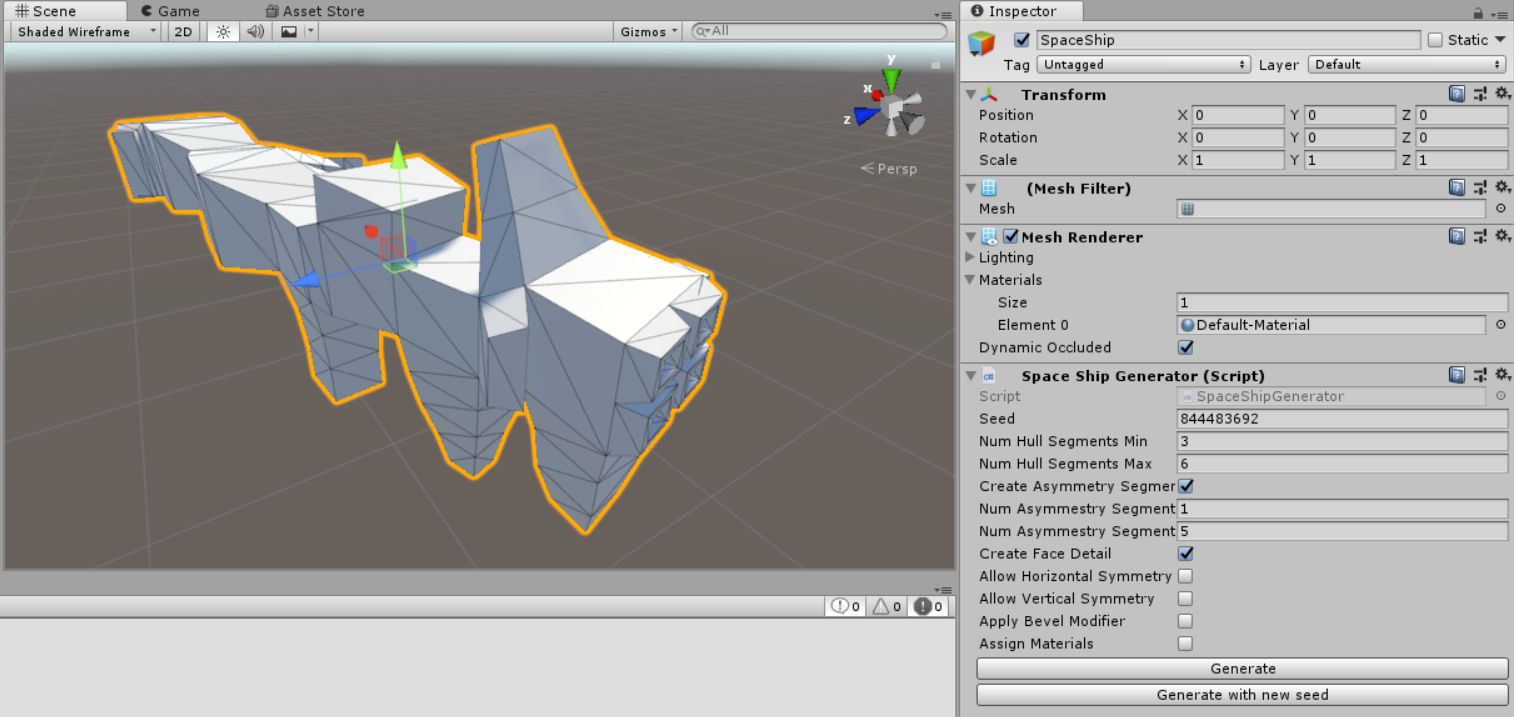 Scene Game Asset Store
Shaded Wireframe 2D Gizmos All
y
x
z
Persp
0 0 0
Inspector
SpaceShip Static
Tag Untagged Layer Default
Transform
Position X 0 Y 0 Z 0
Rotation X 0 Y 0 Z 0
Scale X 1 Y 1 Z 1
(Mesh Filter)
Mesh
Mesh Renderer
Lighting
Materials
Size 1
Element 0 Default-Material
Dynamic Occluded
Space Ship Generator (Script)
Script SpaceShipGenerator
Seed 844483692
Num Hull Segments Min 3
Num Hull Segments Max 6
Create Asymmetry Segmer
Num Asymmestry Segment 1
Num Asymmestry Segment 5
Create Face Detail
Allow Horizontal Symmetry
Allow Vertical Symmetry
Apply Bevel Modifier
Assign Materials
Generate
Generate with new seed